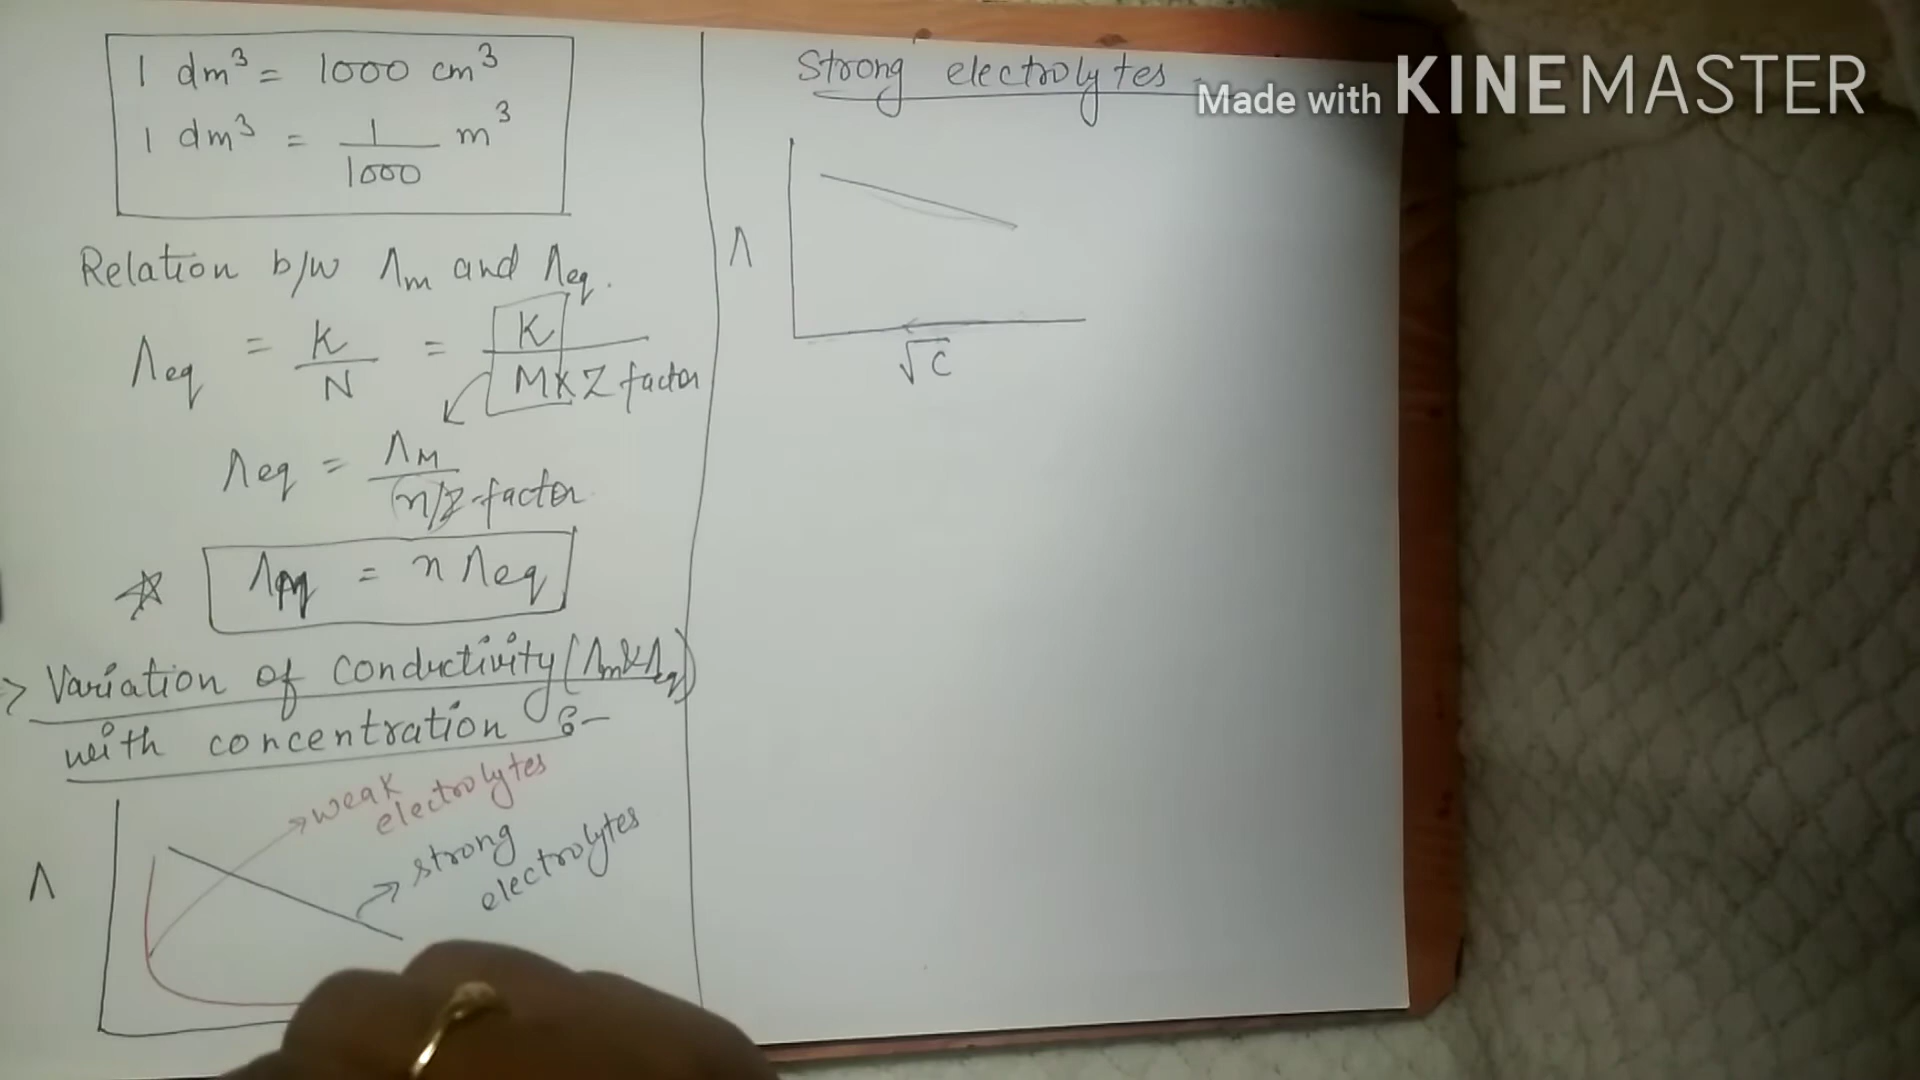 1 dm³ = 1000 cm³
1 dm³ = 1/1000 m³
Relation b/w Λm and Λeq.
Λeq = K/N = K/M×Z factor
Λeq = ΛM/(n/z-factor
Λm = n Λeq
> Variation of conductivity (Λm & Λeq)
with concentration :-
weak
electrolytes
strong
electrolytes
Λ
Strong electrolytes -
Λ
√C
Made with KINEMASTER